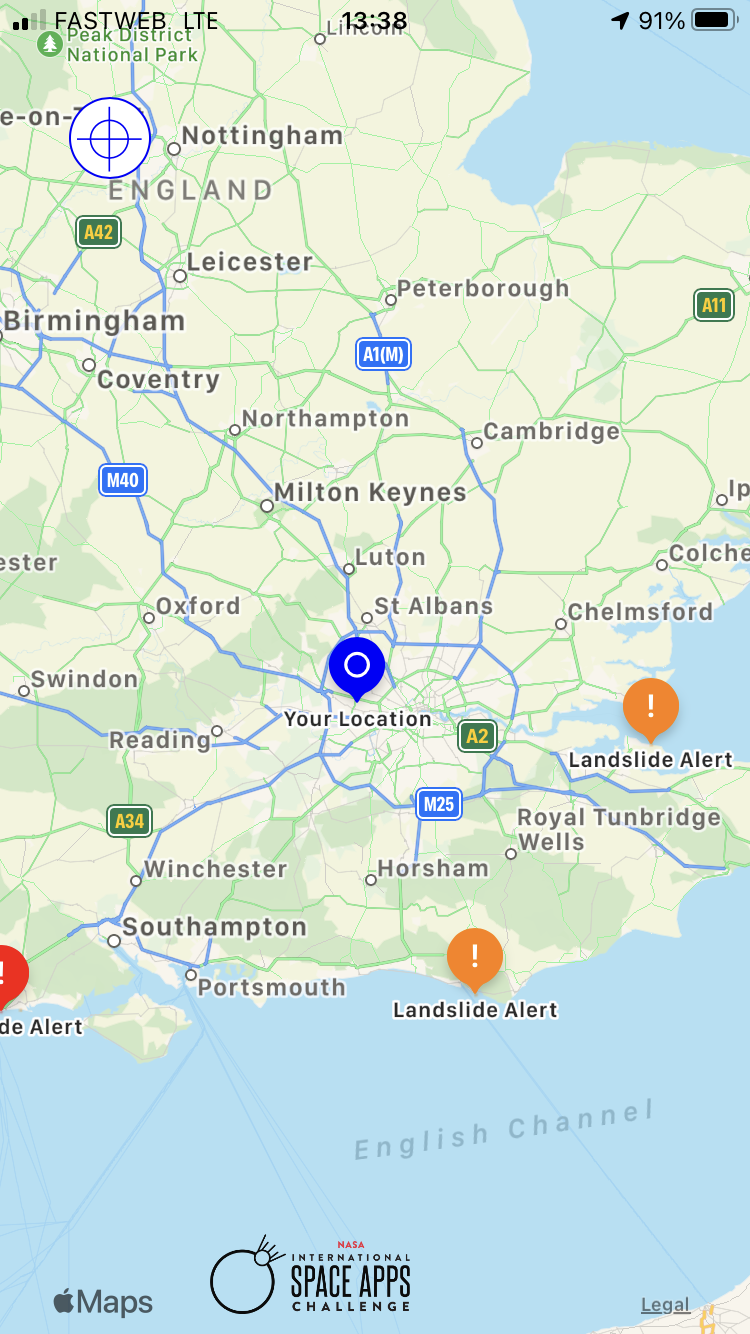 FASTWEB LTE
13:38
91%
Peak District
National Park
Lincoln
Nottingham
ENGLAND
A42
Leicester
Peterborough
A11
Birmingham
A1(M)
Coventry
Northampton
Cambridge
M40
Milton Keynes
Ip
ester
Luton
Colche
Oxford
St Albans
Chelmsford
Swindon
Your Location
!
Reading
A2
Landslide Alert
A34
M25
Royal Tunbridge
Wells
Winchester
Horsham
Southampton
!
!
Portsmouth
Landslide Alert
de Alert
English Channel
NASA
INTERNATIONAL
SPACE APPS
CHALLENGE
Maps
Legal